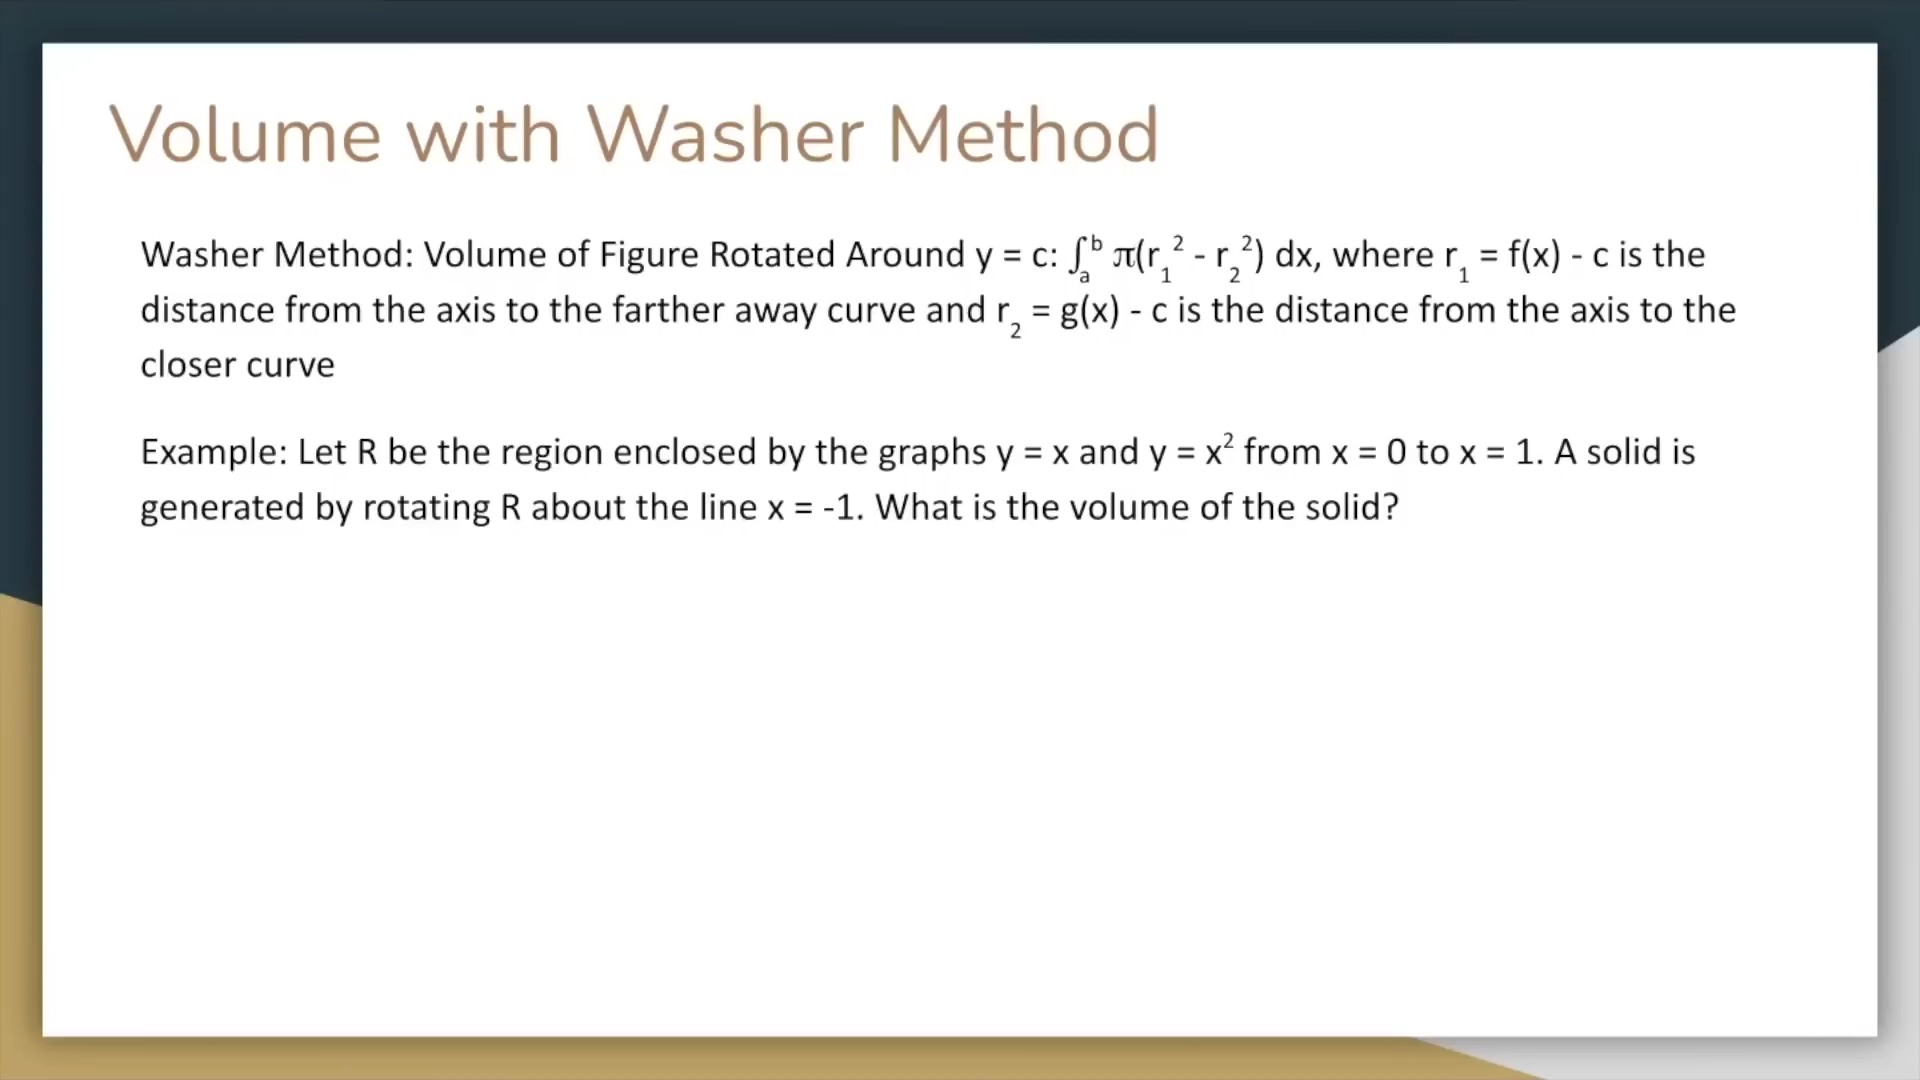 Volume with Washer Method
Washer Method: Volume of Figure Rotated Around y = c: ∫ₐᵇ π(r₁² - r₂²) dx, where r₁ = f(x) - c is the
distance from the axis to the farther away curve and r₂ = g(x) - c is the distance from the axis to the
closer curve
Example: Let R be the region enclosed by the graphs y = x and y = x² from x = 0 to x = 1. A solid is
generated by rotating R about the line x = -1. What is the volume of the solid?